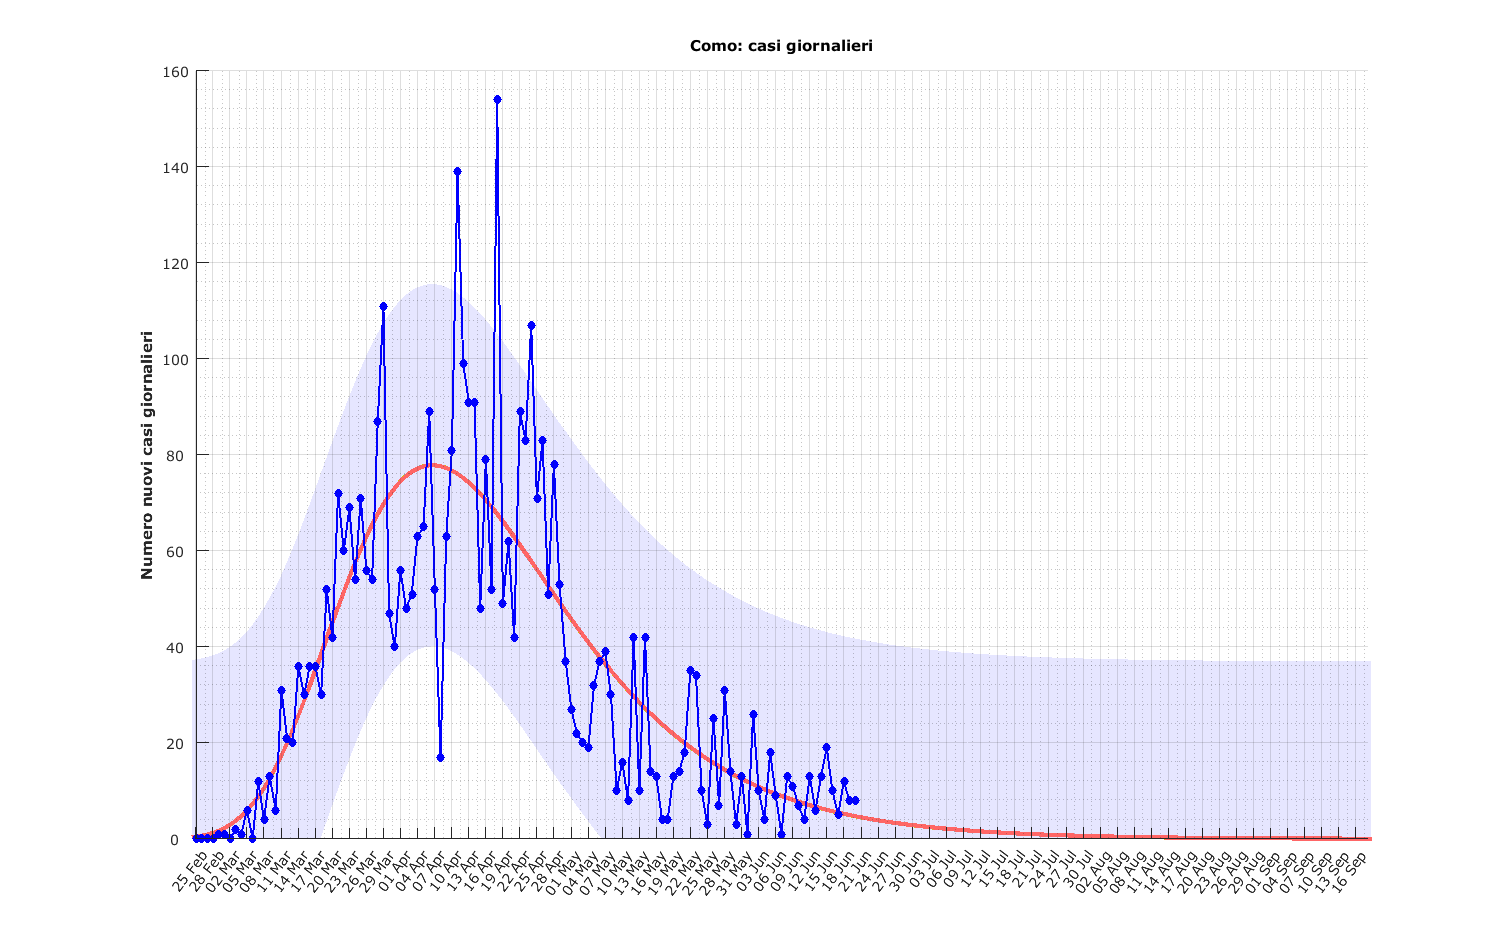 Como: casi giornalieri
Numero nuovi casi giornalieri
160
140
120
100
80
60
40
20
0
25 Feb
28 Feb
02 Mar
05 Mar
08 Mar
11 Mar
14 Mar
17 Mar
20 Mar
23 Mar
26 Mar
29 Mar
01 Apr
04 Apr
07 Apr
10 Apr
13 Apr
16 Apr
19 Apr
22 Apr
25 Apr
28 Apr
01 May
04 May
07 May
10 May
13 May
16 May
19 May
22 May
25 May
28 May
31 May
03 Jun
06 Jun
09 Jun
12 Jun
15 Jun
18 Jun
21 Jun
24 Jun
27 Jun
30 Jun
03 Jul
06 Jul
09 Jul
12 Jul
15 Jul
18 Jul
21 Jul
24 Jul
27 Jul
30 Jul
02 Aug
05 Aug
08 Aug
11 Aug
14 Aug
17 Aug
20 Aug
23 Aug
26 Aug
29 Aug
01 Sep
04 Sep
07 Sep
10 Sep
13 Sep
16 Sep